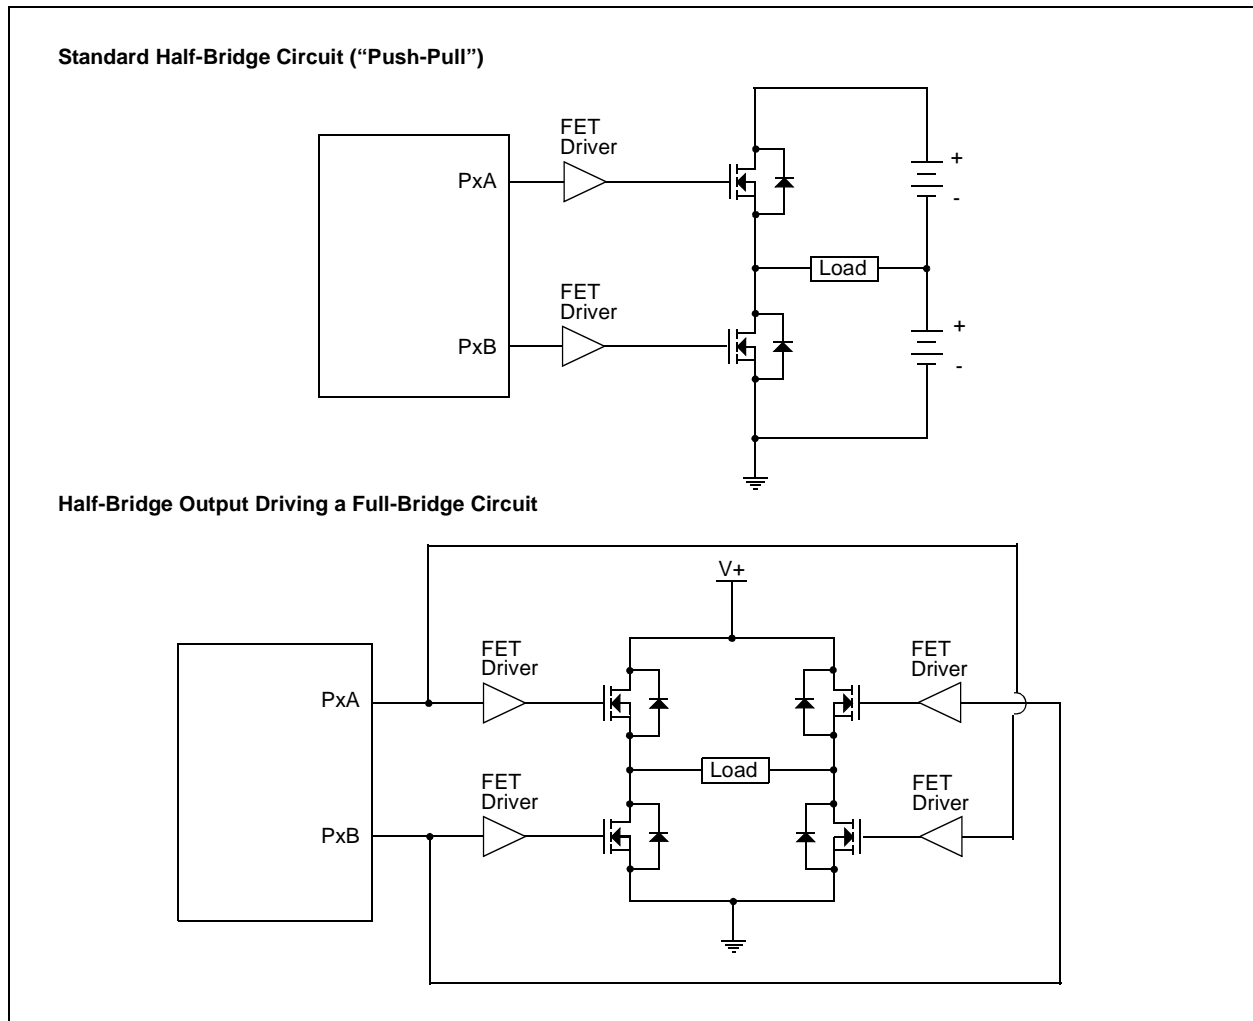 Standard Half-Bridge Circuit (“Push-Pull”)
FET
Driver
PxA
+
-
Load
FET
Driver
PxB
+
-
Half-Bridge Output Driving a Full-Bridge Circuit
V+
FET
Driver
FET
Driver
PxA
Load
FET
Driver
FET
Driver
PxB